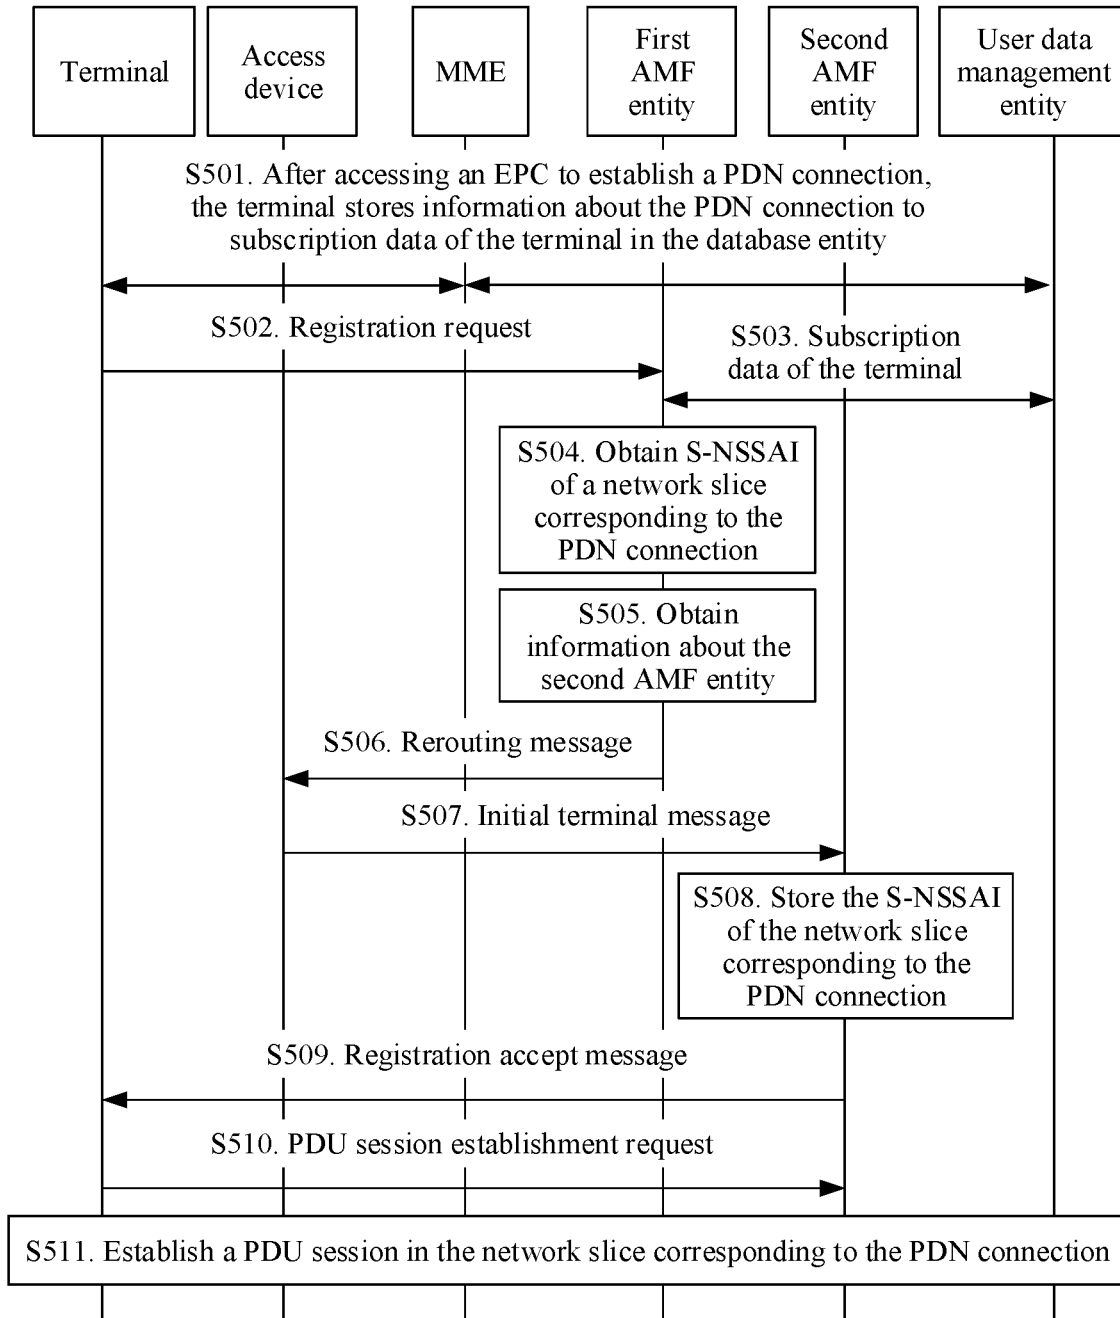 Terminal
Access
device
MME
First
AMF
entity
Second
AMF
entity
User data
management
entity
S501. After accessing an EPC to establish a PDN connection,
the terminal stores information about the PDN connection to
subscription data of the terminal in the database entity
S502. Registration request
S503. Subscription
data of the terminal
S504. Obtain S-NSSAI
of a network slice
corresponding to the
PDN connection
S505. Obtain
information about the
second AMF entity
S506. Rerouting message
S507. Initial terminal message
S508. Store the S-NSSAI
of the network slice
corresponding to the
PDN connection
S509. Registration accept message
S510. PDU session establishment request
S511. Establish a PDU session in the network slice corresponding to the PDN connection